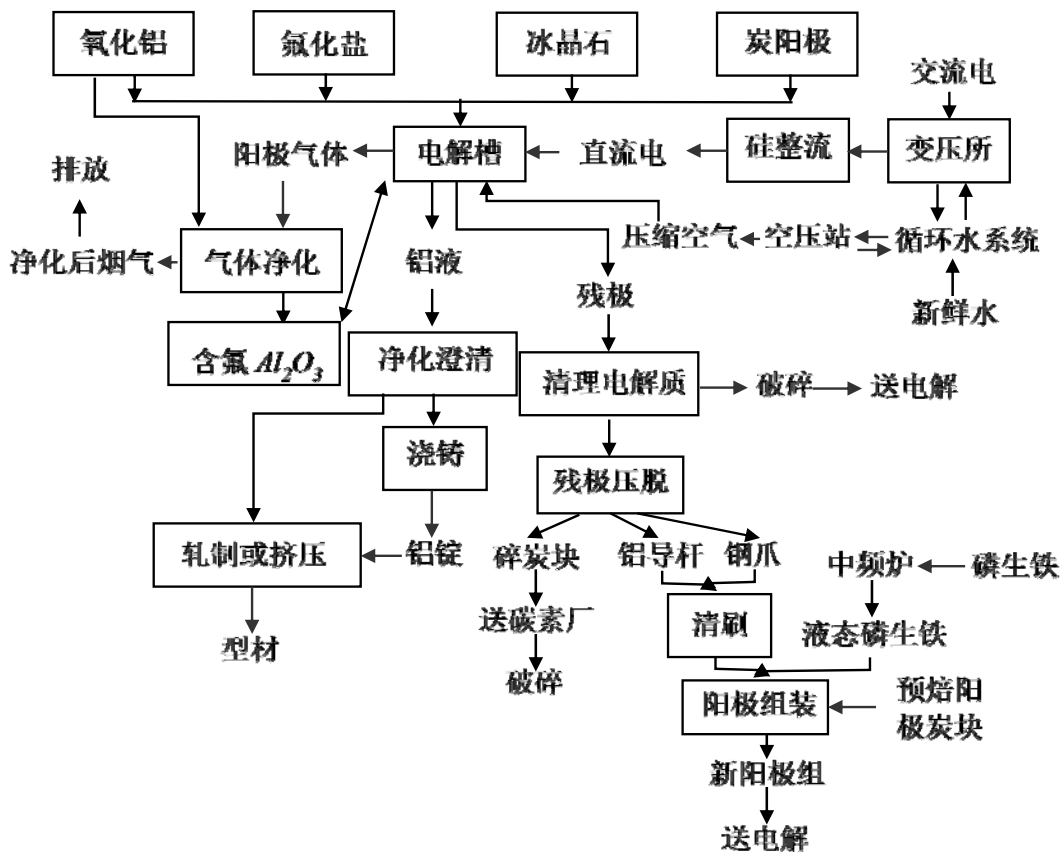 氧化铝
氟化盐
冰晶石
炭阳极
交流电
排放
阳极气体
电解槽
直流电
硅整流
变压所
净化后烟气
气体净化
铝液
压缩空气
空压站
循环水系统
残极
新鲜水
含氟 Al₂O₃
净化澄清
清理电解质
破碎
送电解
浇铸
残极压脱
轧制或挤压
铝锭
碎炭块
铝导杆
钢爪
中频炉
磷生铁
型材
送碳素厂
清刷
液态磷生铁
破碎
阳极组装
预焙阳
极炭块
新阳极组
送电解